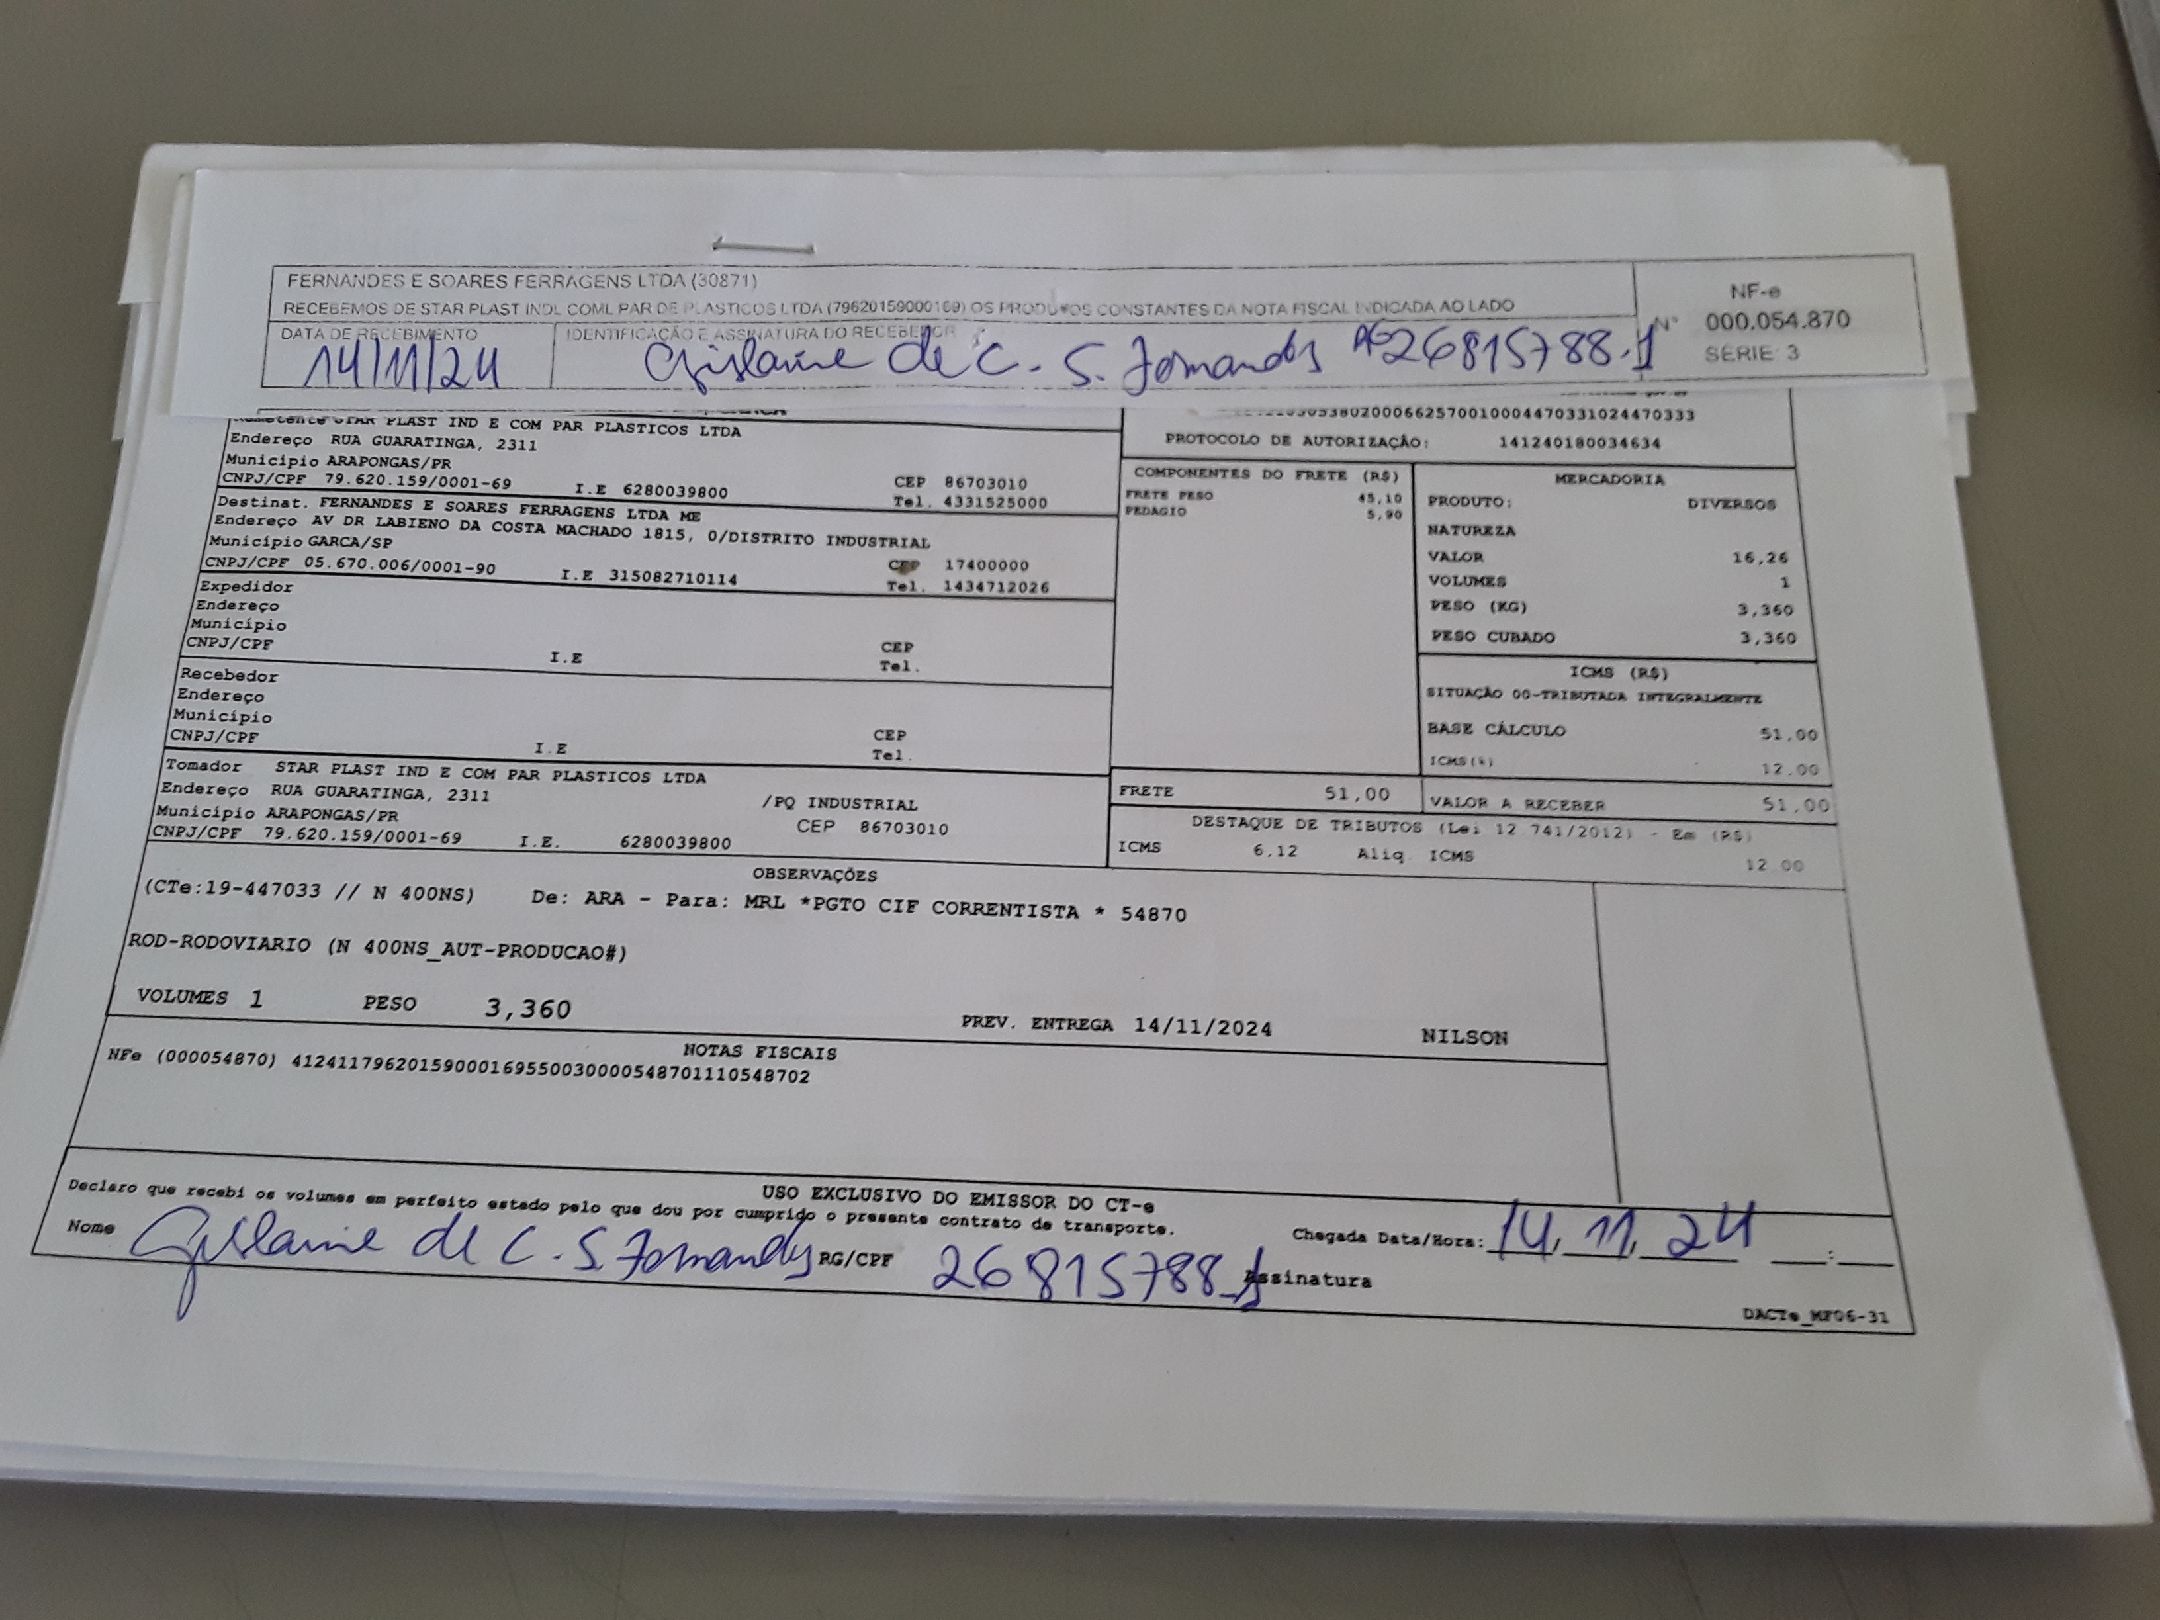 FERNANDES E SOARES FERRAGENS LTDA (30871)
RECEBEMOS DE STAR PLAST INDL COML PAR DE PLASTICOS LTDA (79620159000169) OS PRODUTOS CONSTANTES DA NOTA FISCAL INDICADA AO LADO
DATA DE RECEBIMENTO IDENTIFICAÇÃO E ASSINATURA DO RECEBEDOR
14/11/24 Gislaine de C. S. Fernandes RG 26815788-1
NF-e
N° 000.054.870
SÉRIE: 3
Remetente STAR PLAST IND E COM PAR PLASTICOS LTDA
Endereço RUA GUARATINGA, 2311
Município ARAPONGAS/PR
CNPJ/CPF 79.620.159/0001-69 I.E 6280039800 CEP 86703010
Tel. 4331525000
Destinat. FERNANDES E SOARES FERRAGENS LTDA ME
Endereço AV DR LABIENO DA COSTA MACHADO 1815, 0/DISTRITO INDUSTRIAL
Município GARCA/SP
CNPJ/CPF 05.670.006/0001-90 I.E 315082710114 CEP 17400000
Tel. 1434712026
Expedidor
Endereço
Município
CNPJ/CPF I.E CEP
Tel.
Recebedor
Endereço
Município
CNPJ/CPF I.E CEP
Tel.
Tomador STAR PLAST IND E COM PAR PLASTICOS LTDA
Endereço RUA GUARATINGA, 2311 /PQ INDUSTRIAL
Município ARAPONGAS/PR CEP 86703010
CNPJ/CPF 79.620.159/0001-69 I.E. 6280039800
PROTOCOLO DE AUTORIZAÇÃO: 141240180034634
COMPONENTES DO FRETE (R$)
FRETE PESO 45,10
PEDAGIO 5,90
MERCADORIA
PRODUTO: DIVERSOS
NATUREZA
VALOR 16,26
VOLUMES 1
PESO (KG) 3,360
PESO CUBADO 3,360
ICMS (R$)
SITUAÇÃO 00-TRIBUTADA INTEGRALMENTE
BASE CÁLCULO 51,00
ICMS(%) 12.00
FRETE 51,00 VALOR A RECEBER 51,00
DESTAQUE DE TRIBUTOS (Lei 12 741/2012) - Em (R$)
ICMS 6,12 Aliq. ICMS 12 00
OBSERVAÇÕES
(CTe:19-447033 // N 400NS) De: ARA - Para: MRL *PGTO CIF CORRENTISTA * 54870
ROD-RODOVIARIO (N 400NS_AUT-PRODUCAO#)
VOLUMES 1 PESO 3,360 PREV. ENTREGA 14/11/2024 NILSON
NOTAS FISCAIS
NFe (000054870) 41241179620159000169550030000548701110548702
USO EXCLUSIVO DO EMISSOR DO CT-e
Declaro que recebi os volumes em perfeito estado pelo que dou por cumprido o presente contrato de transporte.
Chegada Data/Hora: 14, 11, 24 :
Nome Gislaine de C. S. Fernandes RG/CPF 26815788-1 Assinatura
DACTe_MF06-31